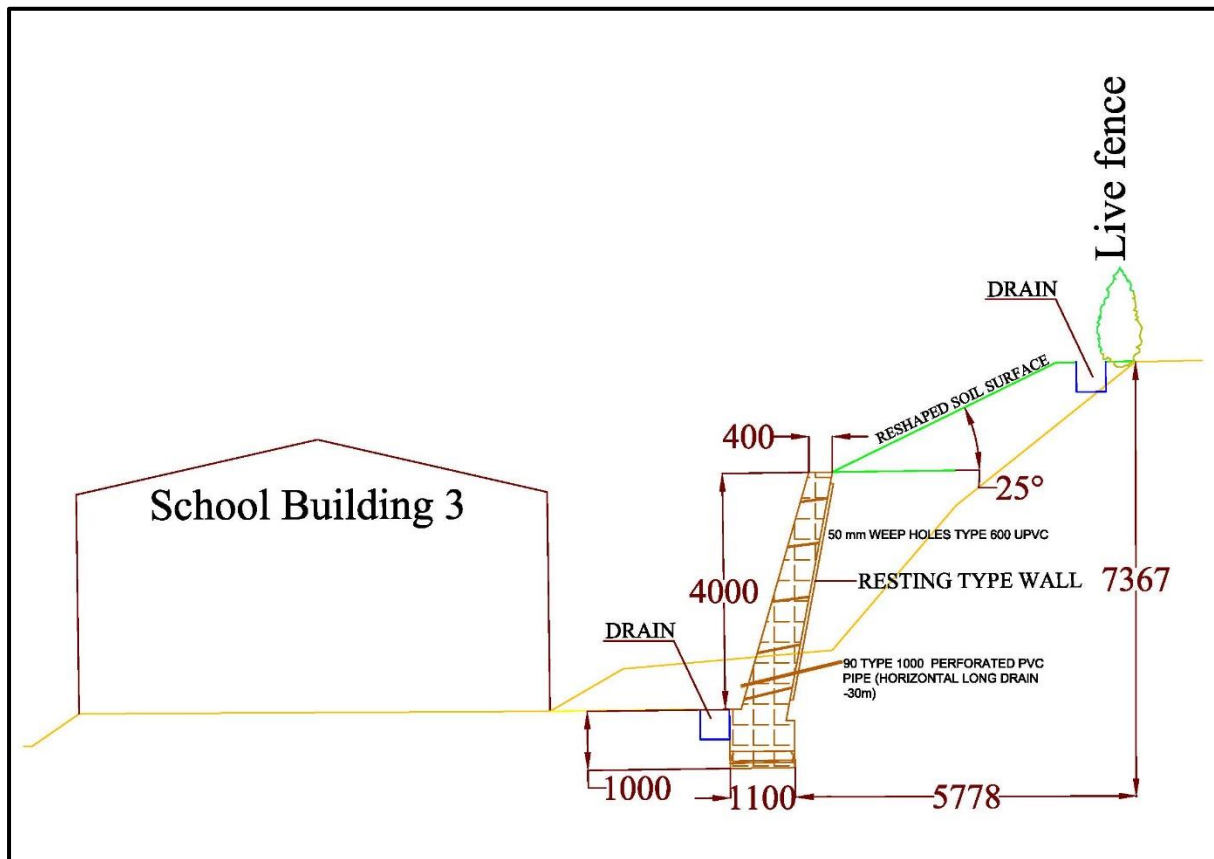 Live fence
DRAIN
RESHAPED SOIL SURFACE
400
School Building 3
25°
50 mm WEEP HOLES TYPE 600 UPVC
RESTING TYPE WALL
7367
4000
DRAIN
90 TYPE 1000 PERFORATED PVC
PIPE (HORIZONTAL LONG DRAIN
-30m)
DRAIN
1000
1100
5778